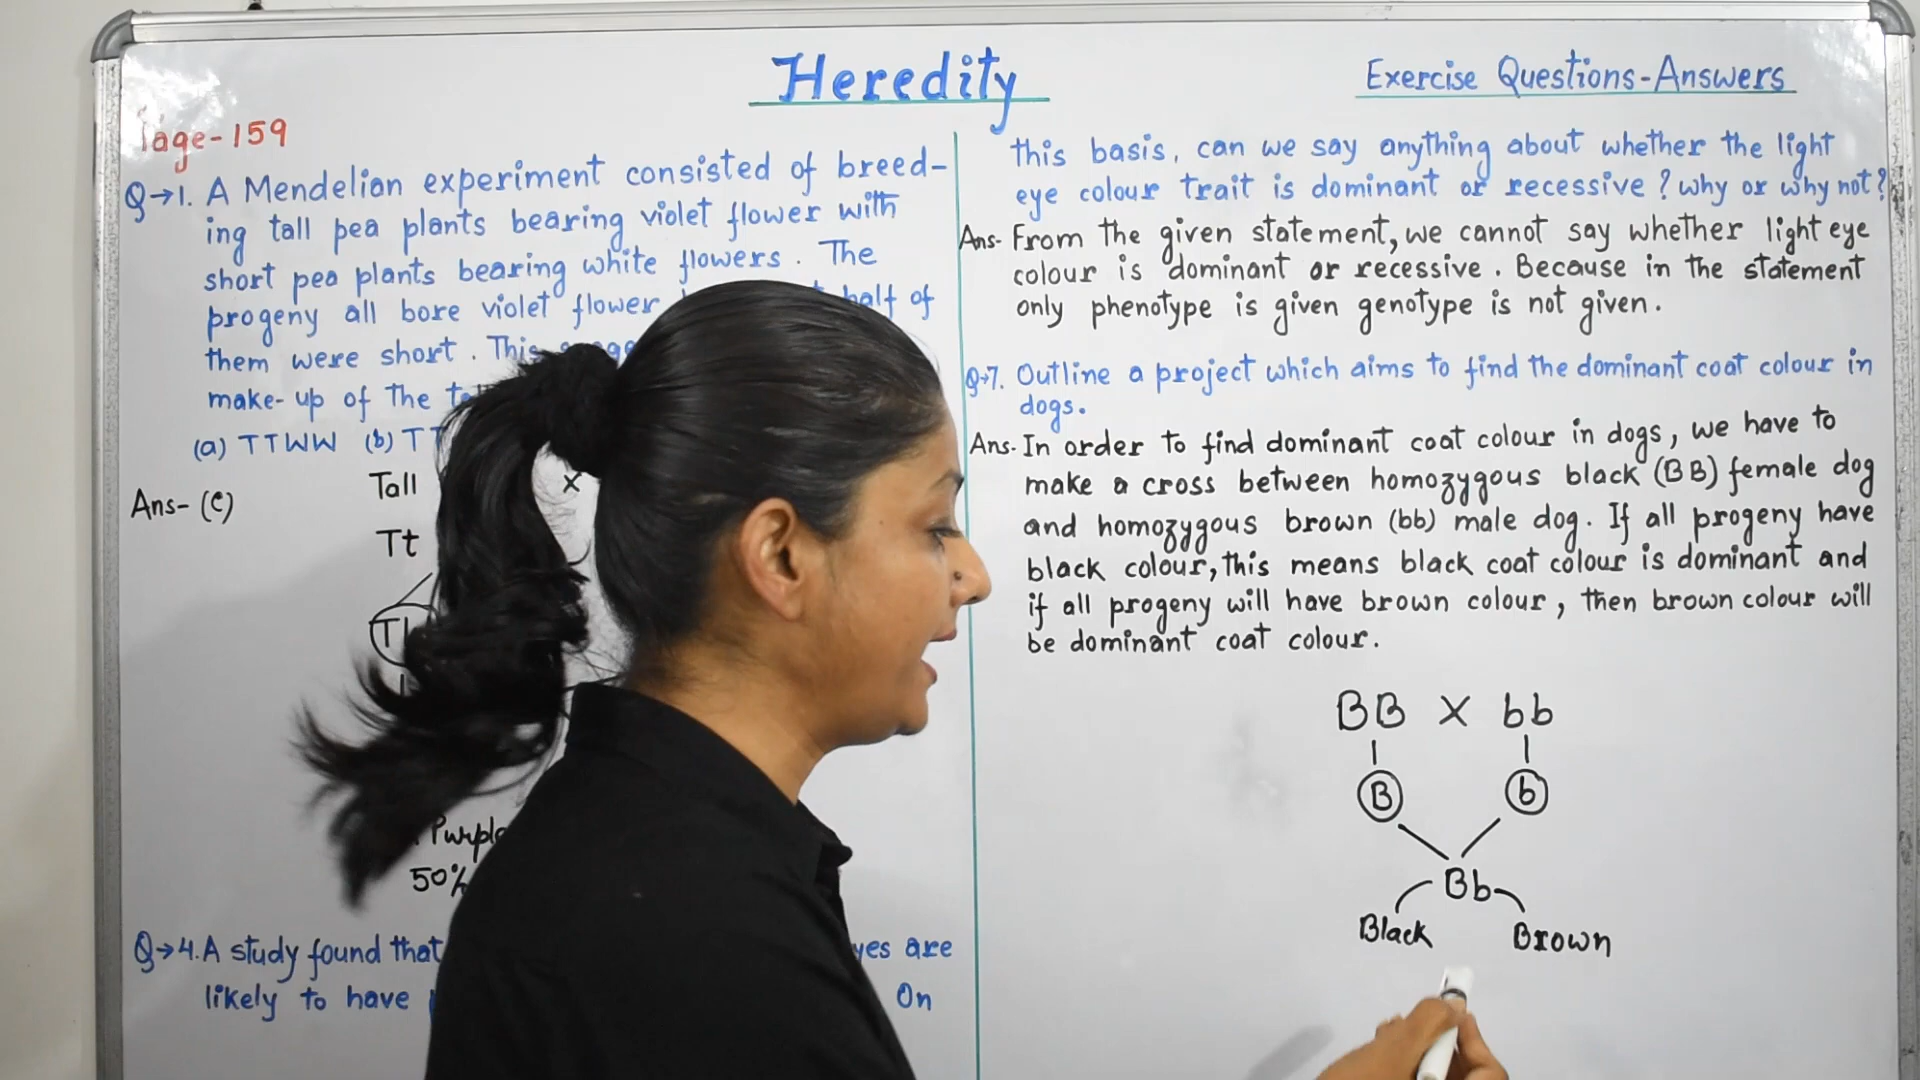 Heredity
Exercise Questions-Answers
Page-159
Q→1. A Mendelian experiment consisted of breed-
ing tall pea plants bearing violet flower with
short pea plants bearing white flowers. The
progeny all bore violet flower half of
them were short. This
make-up of the
(a) TTWW (b)
Ans- (c)
Tall x
Tt
Purple
50%
Q→4. A study found that eyes are
likely to have On
this basis, can we say anything about whether the light
eye colour trait is dominant or recessive? why or why not?
Ans- From the given statement, we cannot say whether light eye
colour is dominant or recessive. Because in the statement
only phenotype is given genotype is not given.
Q→7. Outline a project which aims to find the dominant coat colour in
dogs.
Ans- In order to find dominant coat colour in dogs, we have to
make a cross between homozygous black (BB) female dog
and homozygous brown (bb) male dog. If all progeny have
black colour, this means black coat colour is dominant and
if all progeny will have brown colour, then brown colour will
be dominant coat colour.
BB X bb
B b
Bb
Black Brown